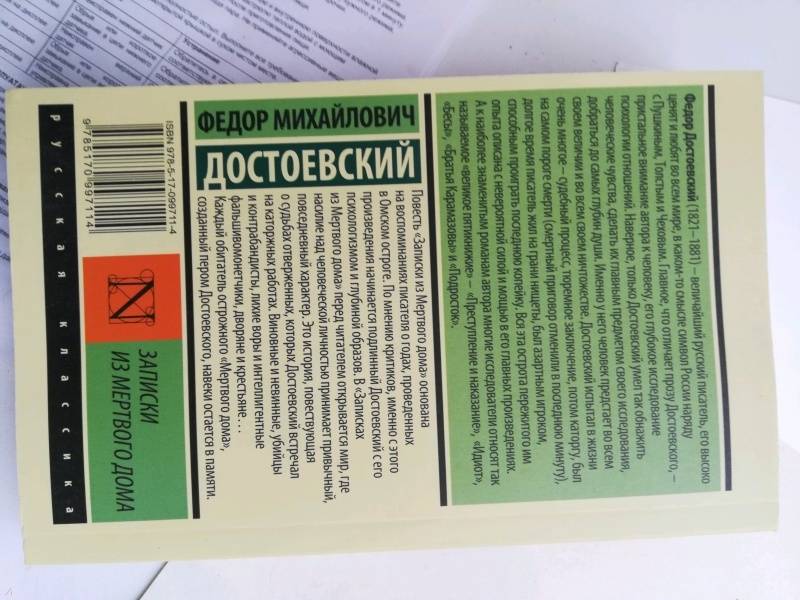 Федор Достоевский (1821–1881) – величайший русский писатель, его высоко
ценят и любят во всем мире, в каком-то смысле символ России наряду
с Пушкиным, Толстым и Чеховым. Главное, что отличает прозу Достоевского, –
пристальное внимание автора к человеку, его глубокое исследование
психологии отношений. Наверное, только Достоевский умел так обнажить
человеческие чувства, сделать их главным предметом своего исследования,
добраться до самых глубин души. Именно у него человек предстает во всем
своем величии и во всем своем ничтожестве. Достоевский испытал в жизни
очень многое – судебный процесс, тюремное заключение, потом каторгу, был
на самом пороге смерти (смертный приговор отменили в последнюю минуту),
долгое время писатель жил на грани нищеты, был азартным игроком,
способным проиграть последнюю копейку. Вся эта острота пережитого им
опыта описана с невероятной силой и мощью в его главных произведениях.
А к наиболее знаменитым романам автора многие исследователи относят так
называемое «великое пятикнижие» – «Преступление и наказание», «Идиот»,
«Бесы», «Братья Карамазовы» и «Подросток».
ФЕДОР МИХАЙЛОВИЧ
ДОСТОЕВСКИЙ
Повесть «Записки из Мертвого дома» основана
на воспоминаниях писателя о годах, проведенных
в Омском остроге. По мнению критиков, именно с этого
произведения начинается подлинный Достоевский с его
психологизмом и глубиной образов. В «Записках
из Мертвого дома» перед читателем открывается мир, где
насилие над человеческой личностью принимает привычный,
повседневный характер. Это история, повествующая
о судьбах отверженных, которых Достоевский встречал
на каторжных работах. Виновные и невинные, убийцы
и контрабандисты, лихие воры и интеллигентные
фальшивомонетчики, дворяне и крестьяне…
Каждый обитатель острожного «Мертвого дома»,
созданный пером Достоевского, навеки остается в памяти.
ISBN 978-5-17-099711-4
9 785170 997114
N
ЗАПИСКИ
ИЗ МЕРТВОГО ДОМА
русская классика